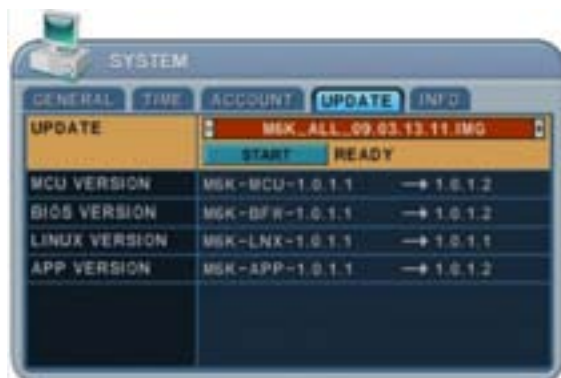 SYSTEM
GENERAL TIME ACCOUNT UPDATE INFO
UPDATE M6K_ALL_09.03.13.11.IMG
START READY
MCU VERSION M6K-MCU-1.0.1.1 → 1.0.1.2
BIOS VERSION M6K-BFW-1.0.1.1 → 1.0.1.2
LINUX VERSION M6K-LNX-1.0.1.1 → 1.0.1.1
APP VERSION M6K-APP-1.0.1.1 → 1.0.1.2